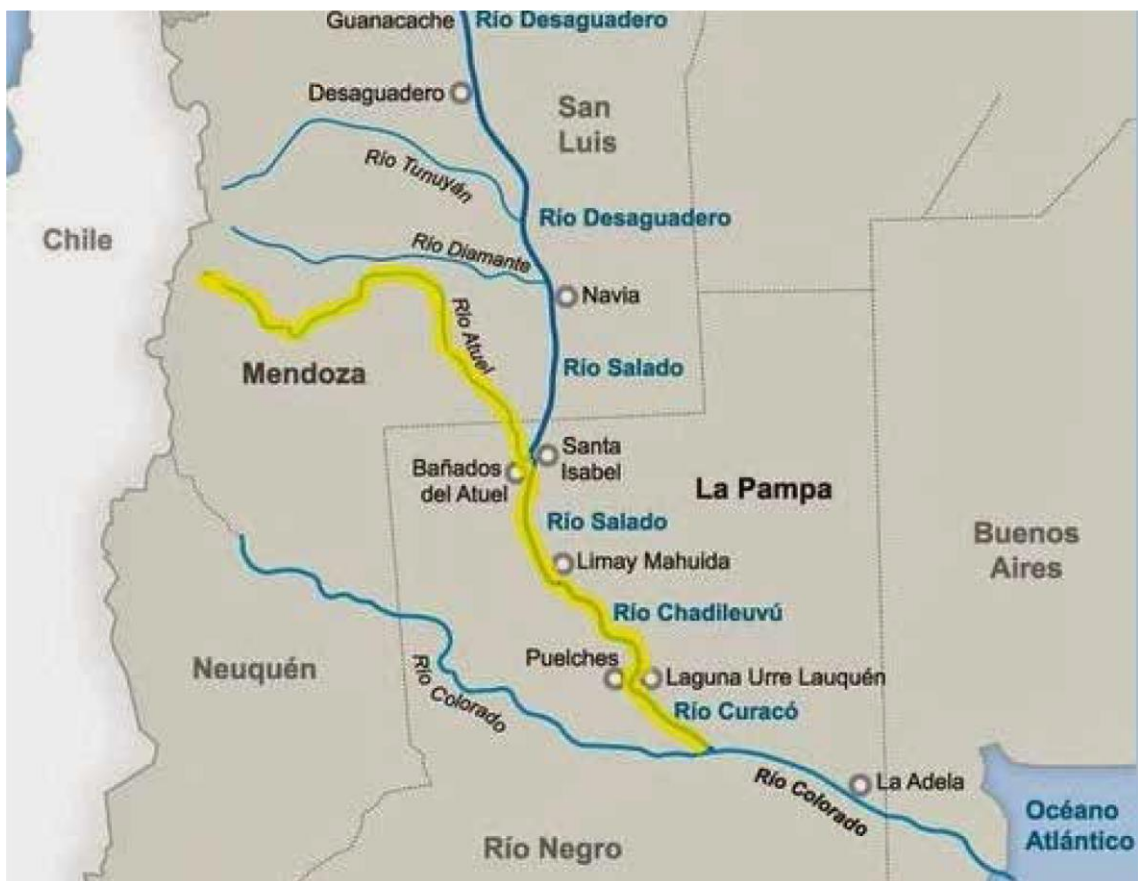 Guanacache
Río Desaguadero
Desaguadero
San
Luis
Río Tunuyán
Río Desaguadero
Chile
Río Diamante
Navia
Río Atuel
Río Salado
Mendoza
Santa
Isabel
Bañados
del Atuel
La Pampa
Río Salado
Buenos
Aires
Limay Mahuida
Río Chadileuvú
Neuquén
Puelches
Laguna Urre Lauquén
Río Colorado
Río Curacó
Río Colorado
La Adela
Océano
Atlántico
Río Negro